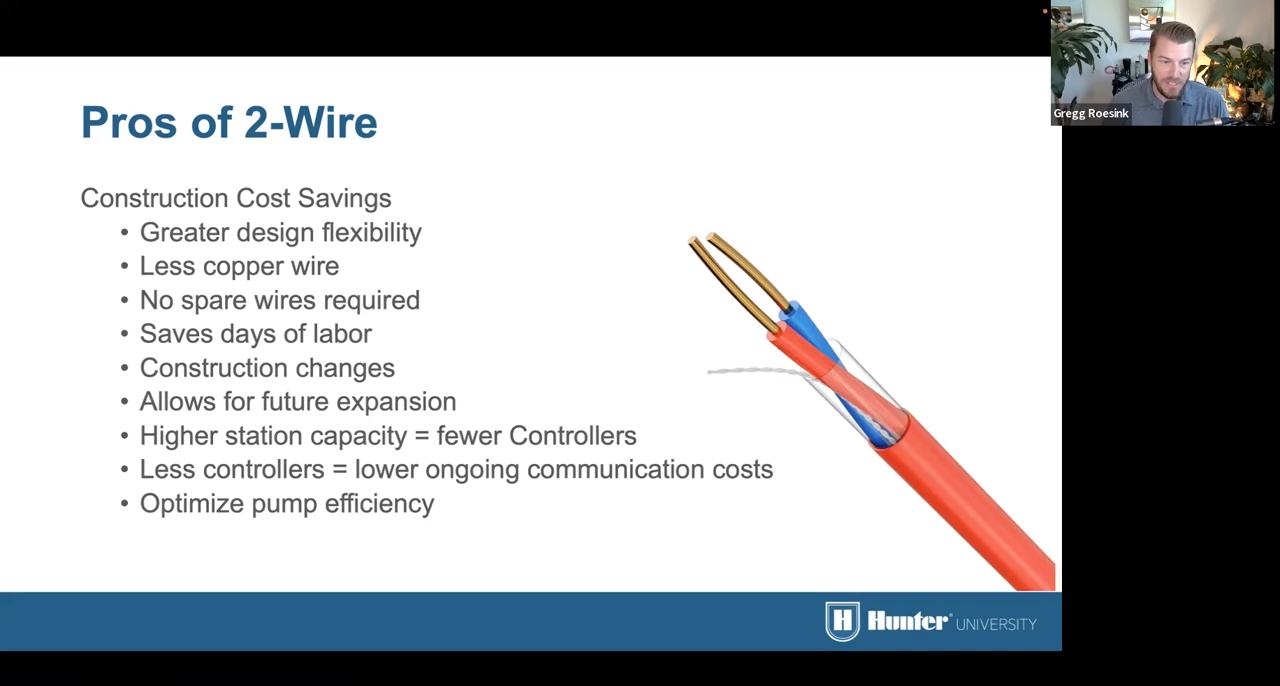 Gregg Roesink
Pros of 2-Wire
Construction Cost Savings
• Greater design flexibility
• Less copper wire
• No spare wires required
• Saves days of labor
• Construction changes
• Allows for future expansion
• Higher station capacity = fewer Controllers
• Less controllers = lower ongoing communication costs
• Optimize pump efficiency
H Hunter® UNIVERSITY